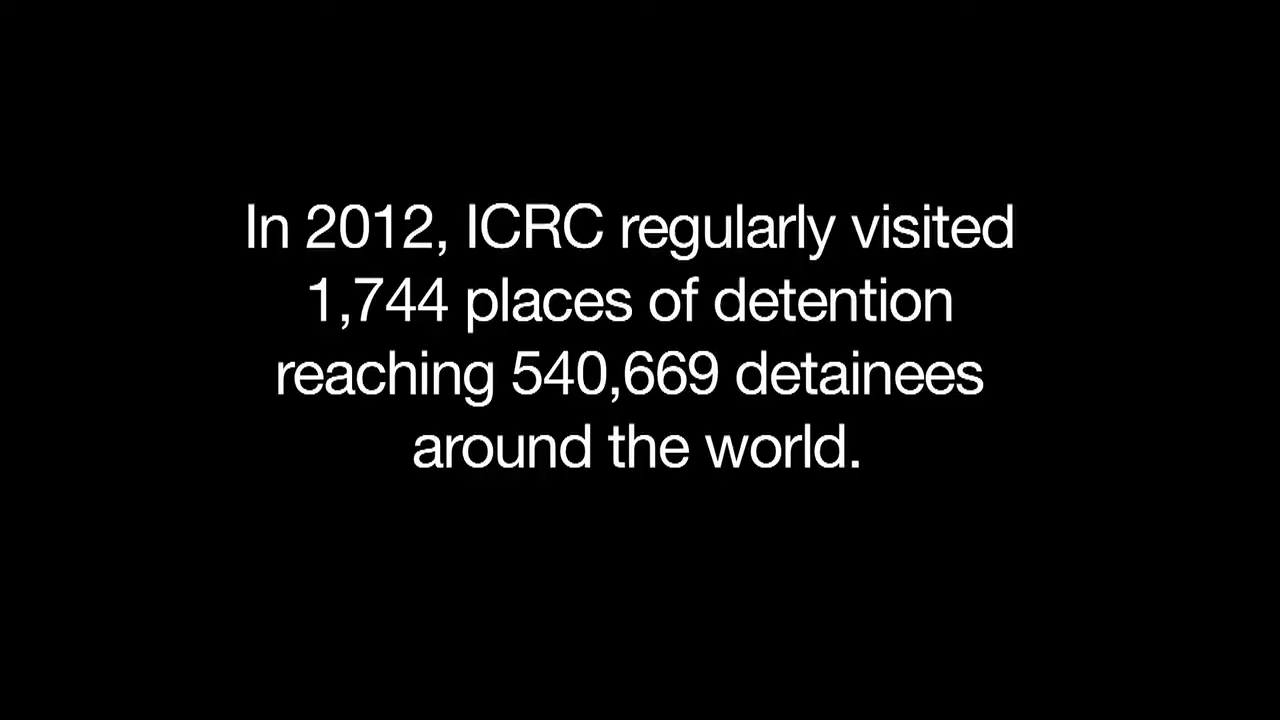 In 2012, ICRC regularly visited
1,744 places of detention
reaching 540,669 detainees
around the world.